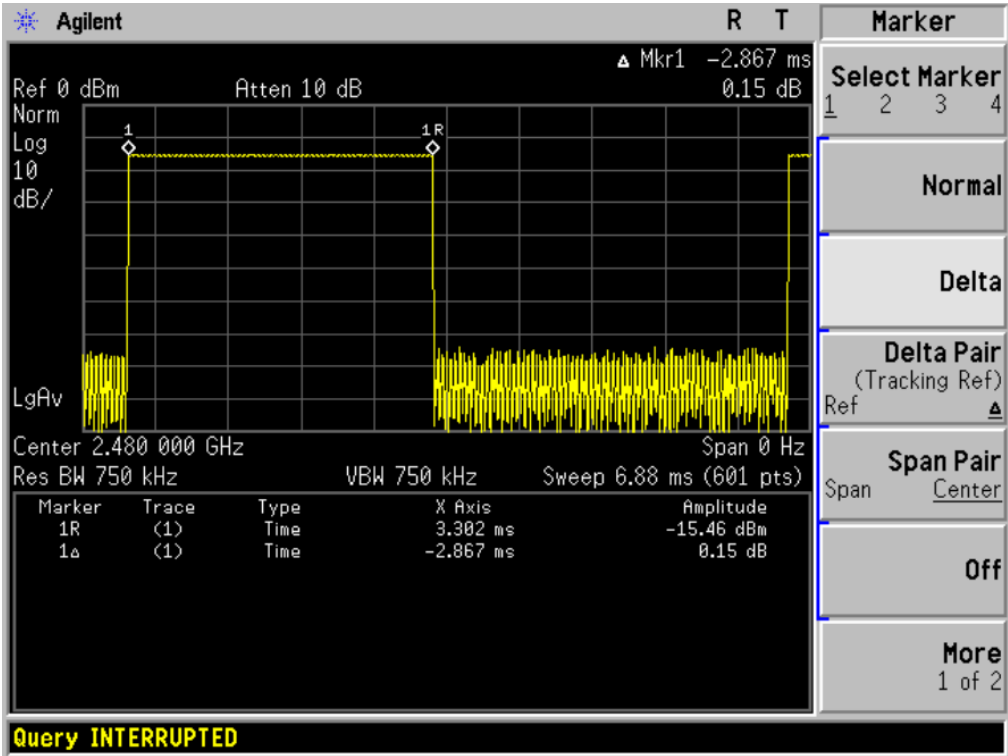 Agilent R T
Δ Mkr1 -2.867 ms
Ref 0 dBm Atten 10 dB 0.15 dB
Norm
Log
10
dB/
1
1R
LgAv
Center 2.480 000 GHz Span 0 Hz
Res BW 750 kHz VBW 750 kHz Sweep 6.88 ms (601 pts)
Marker Trace Type X Axis Amplitude
1R (1) Time 3.302 ms -15.46 dBm
1Δ (1) Time -2.867 ms 0.15 dB
Query INTERRUPTED
Marker
Select Marker
1 2 3 4
Normal
Delta
Delta Pair
(Tracking Ref)
Ref Δ
Span Pair
Span Center
Off
More
1 of 2